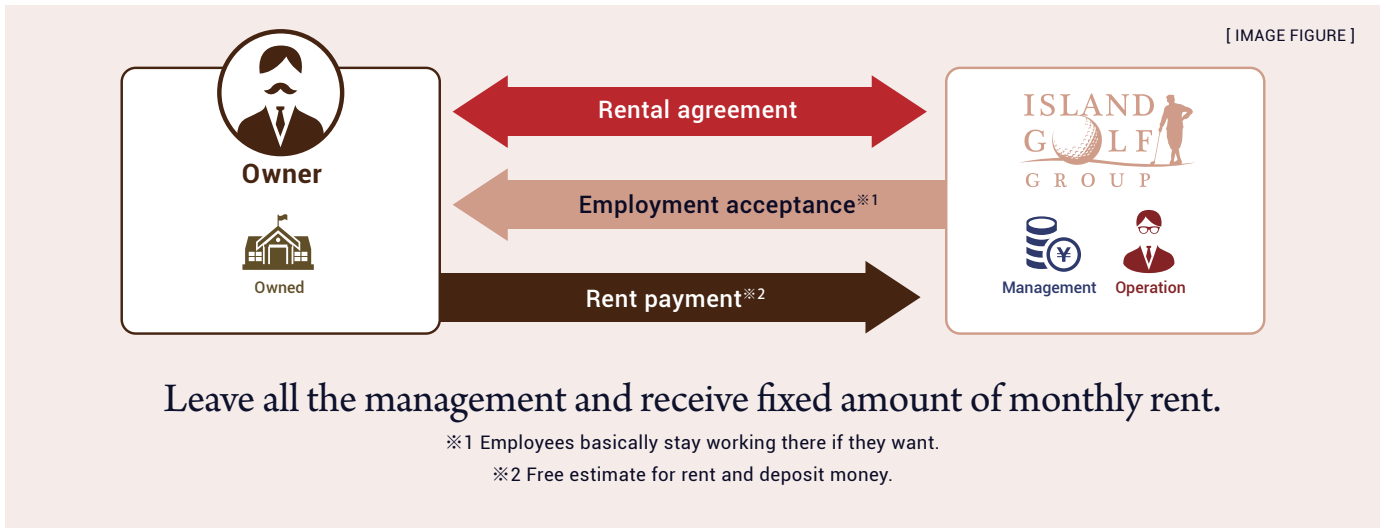 [ IMAGE FIGURE ]
Owner
Owned
Rental agreement
Employment acceptance※1
Rent payment※2
ISLAND
GOLF
GROUP
¥
Management
Operation
Leave all the management and receive fixed amount of monthly rent.
※1 Employees basically stay working there if they want.
※2 Free estimate for rent and deposit money.